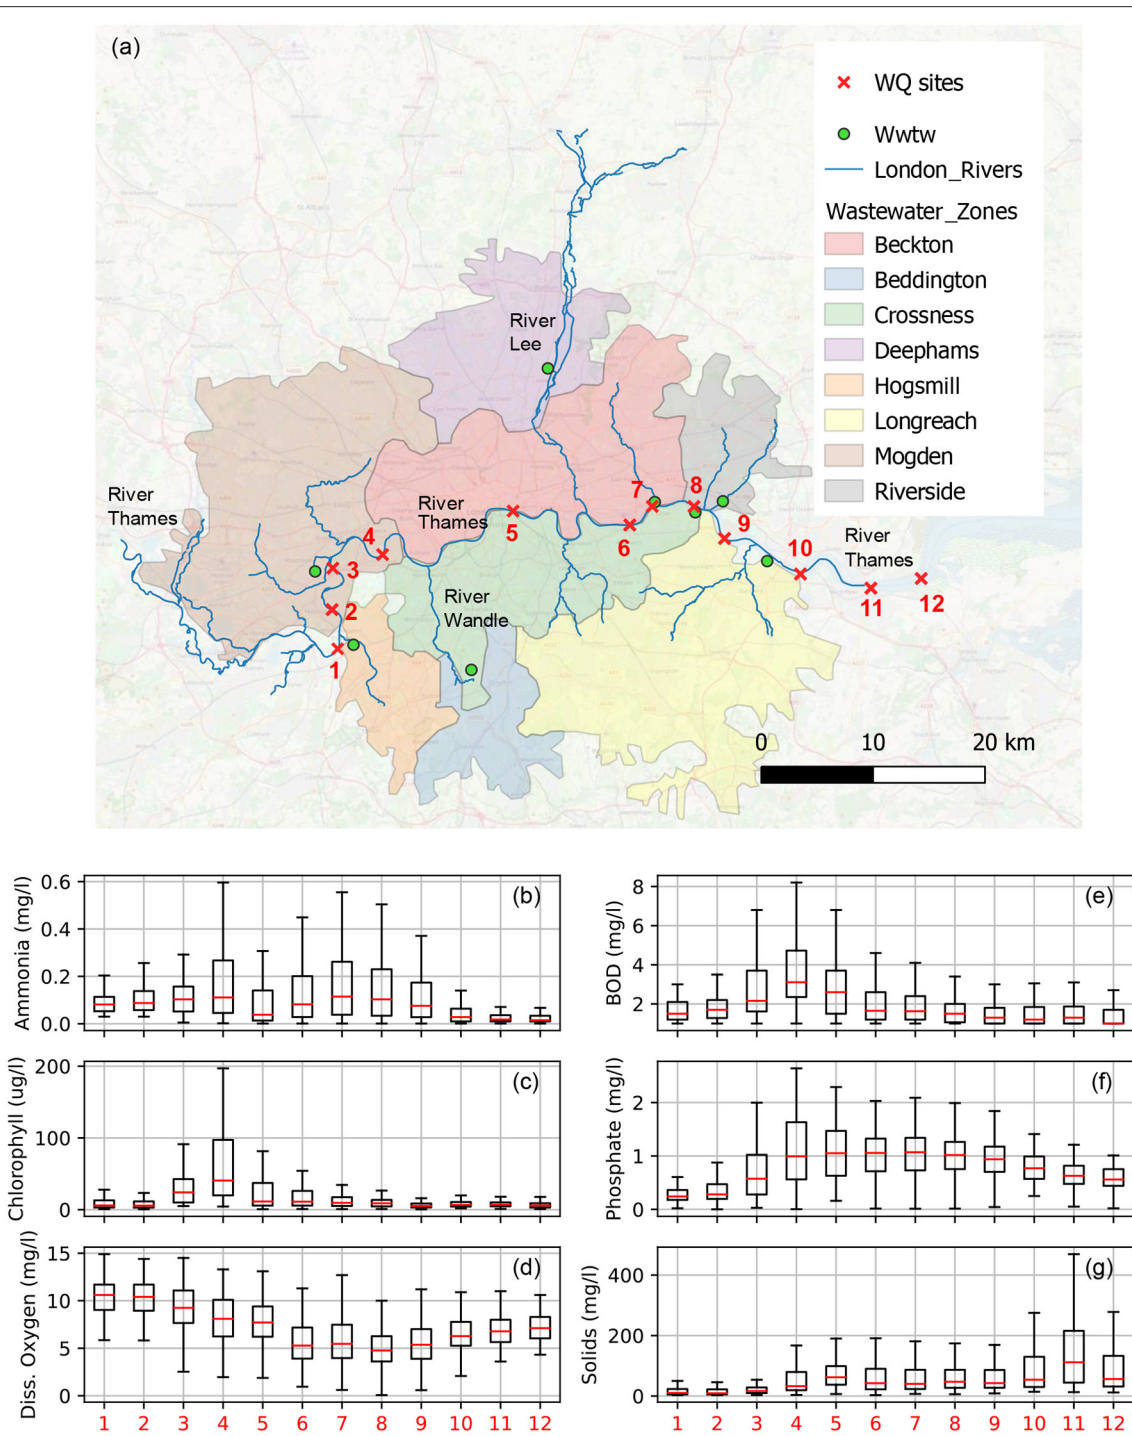 (a)
WQ sites
Wwtw
London_Rivers
Wastewater_Zones
Beckton
Beddington
Crossness
Deephams
Hogsmill
Longreach
Mogden
Riverside
River
Lee
River
Thames
River
Thames
River
Wandle
River
Thames
1
2
3
4
5
6
7
8
9
10
11
12
0 10 20 km
(b)
Ammonia (mg/l)
0.6
0.4
0.2
0.0
(e)
BOD (mg/l)
8
6
4
2
(c)
Chlorophyll (ug/l)
200
100
0
(f)
Phosphate (mg/l)
2
1
0
(d)
Diss. Oxygen (mg/l)
15
10
5
0
1 2 3 4 5 6 7 8 9 10 11 12
(g)
Solids (mg/l)
400
200
0
1 2 3 4 5 6 7 8 9 10 11 12